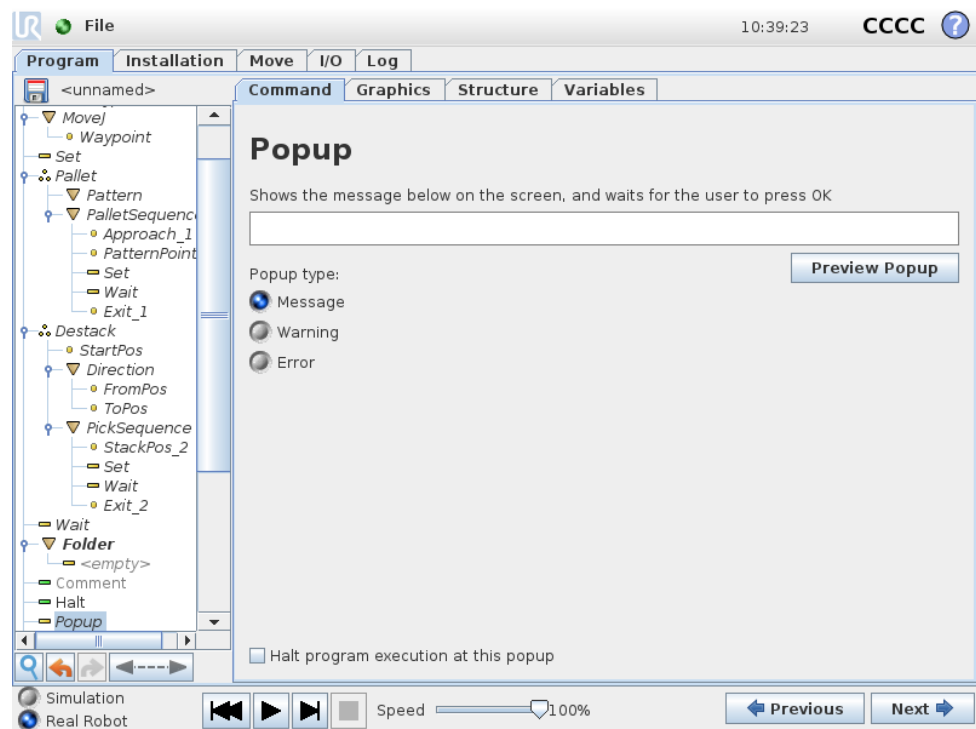 File 10:39:23 CCCC ?
Program Installation Move I/O Log
<unnamed>
Command Graphics Structure Variables
MoveJ
Waypoint
Set
Pallet
Pattern
PalletSequenc
Approach_1
PatternPoint
Set
Wait
Exit_1
Destack
StartPos
Direction
FromPos
ToPos
PickSequence
StackPos_2
Set
Wait
Exit_2
Wait
Folder
<empty>
Comment
Halt
Popup
Popup
Shows the message below on the screen, and waits for the user to press OK
Preview Popup
Popup type:
Message
Warning
Error
Halt program execution at this popup
Simulation
Real Robot
Speed 100%
Previous Next